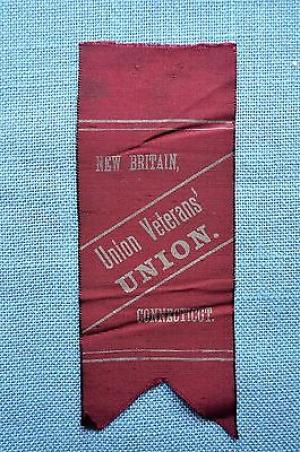 NEW BRITAIN,
Union Veterans'
UNION.
CONNECTICUT.